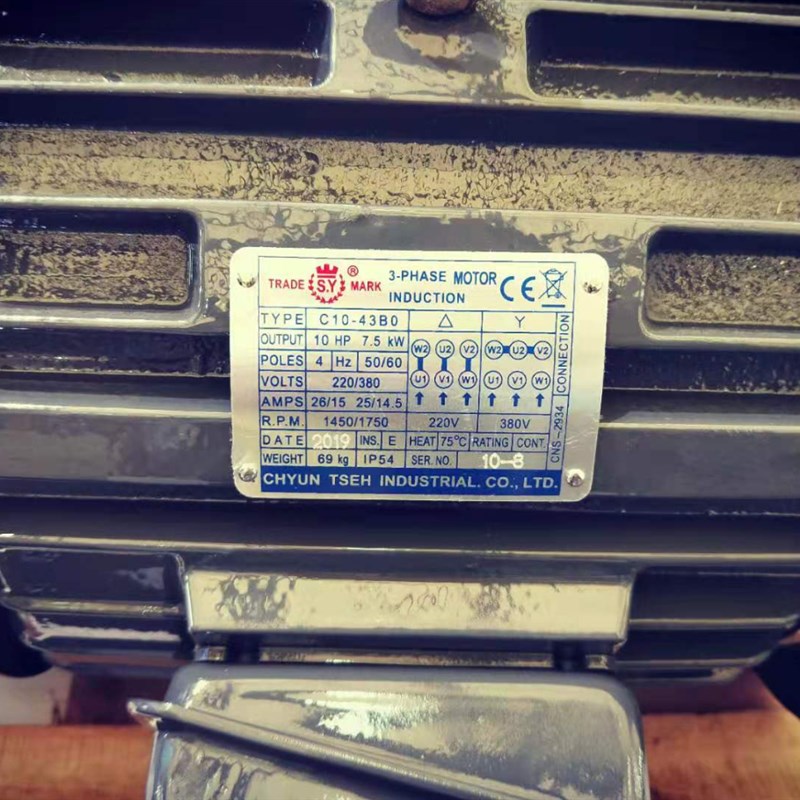 TRADE S.Y ® MARK 3-PHASE MOTOR INDUCTION CE
TYPE C10-43B0 △ Y
OUTPUT 10 HP 7.5 kW W2 U2 V2 W2 U2 V2
POLES 4 Hz 50/60
VOLTS 220/380 U1 V1 W1 U1 V1 W1
AMPS 26/15 25/14.5
R.P.M. 1450/1750 220V 380V
DATE 2019 INS. E HEAT 75°C RATING CONT.
WEIGHT 69 kg IP54 SER. NO. 10-8
CNS-2934 CONNECTION
CHYUN TSEH INDUSTRIAL. CO., LTD.